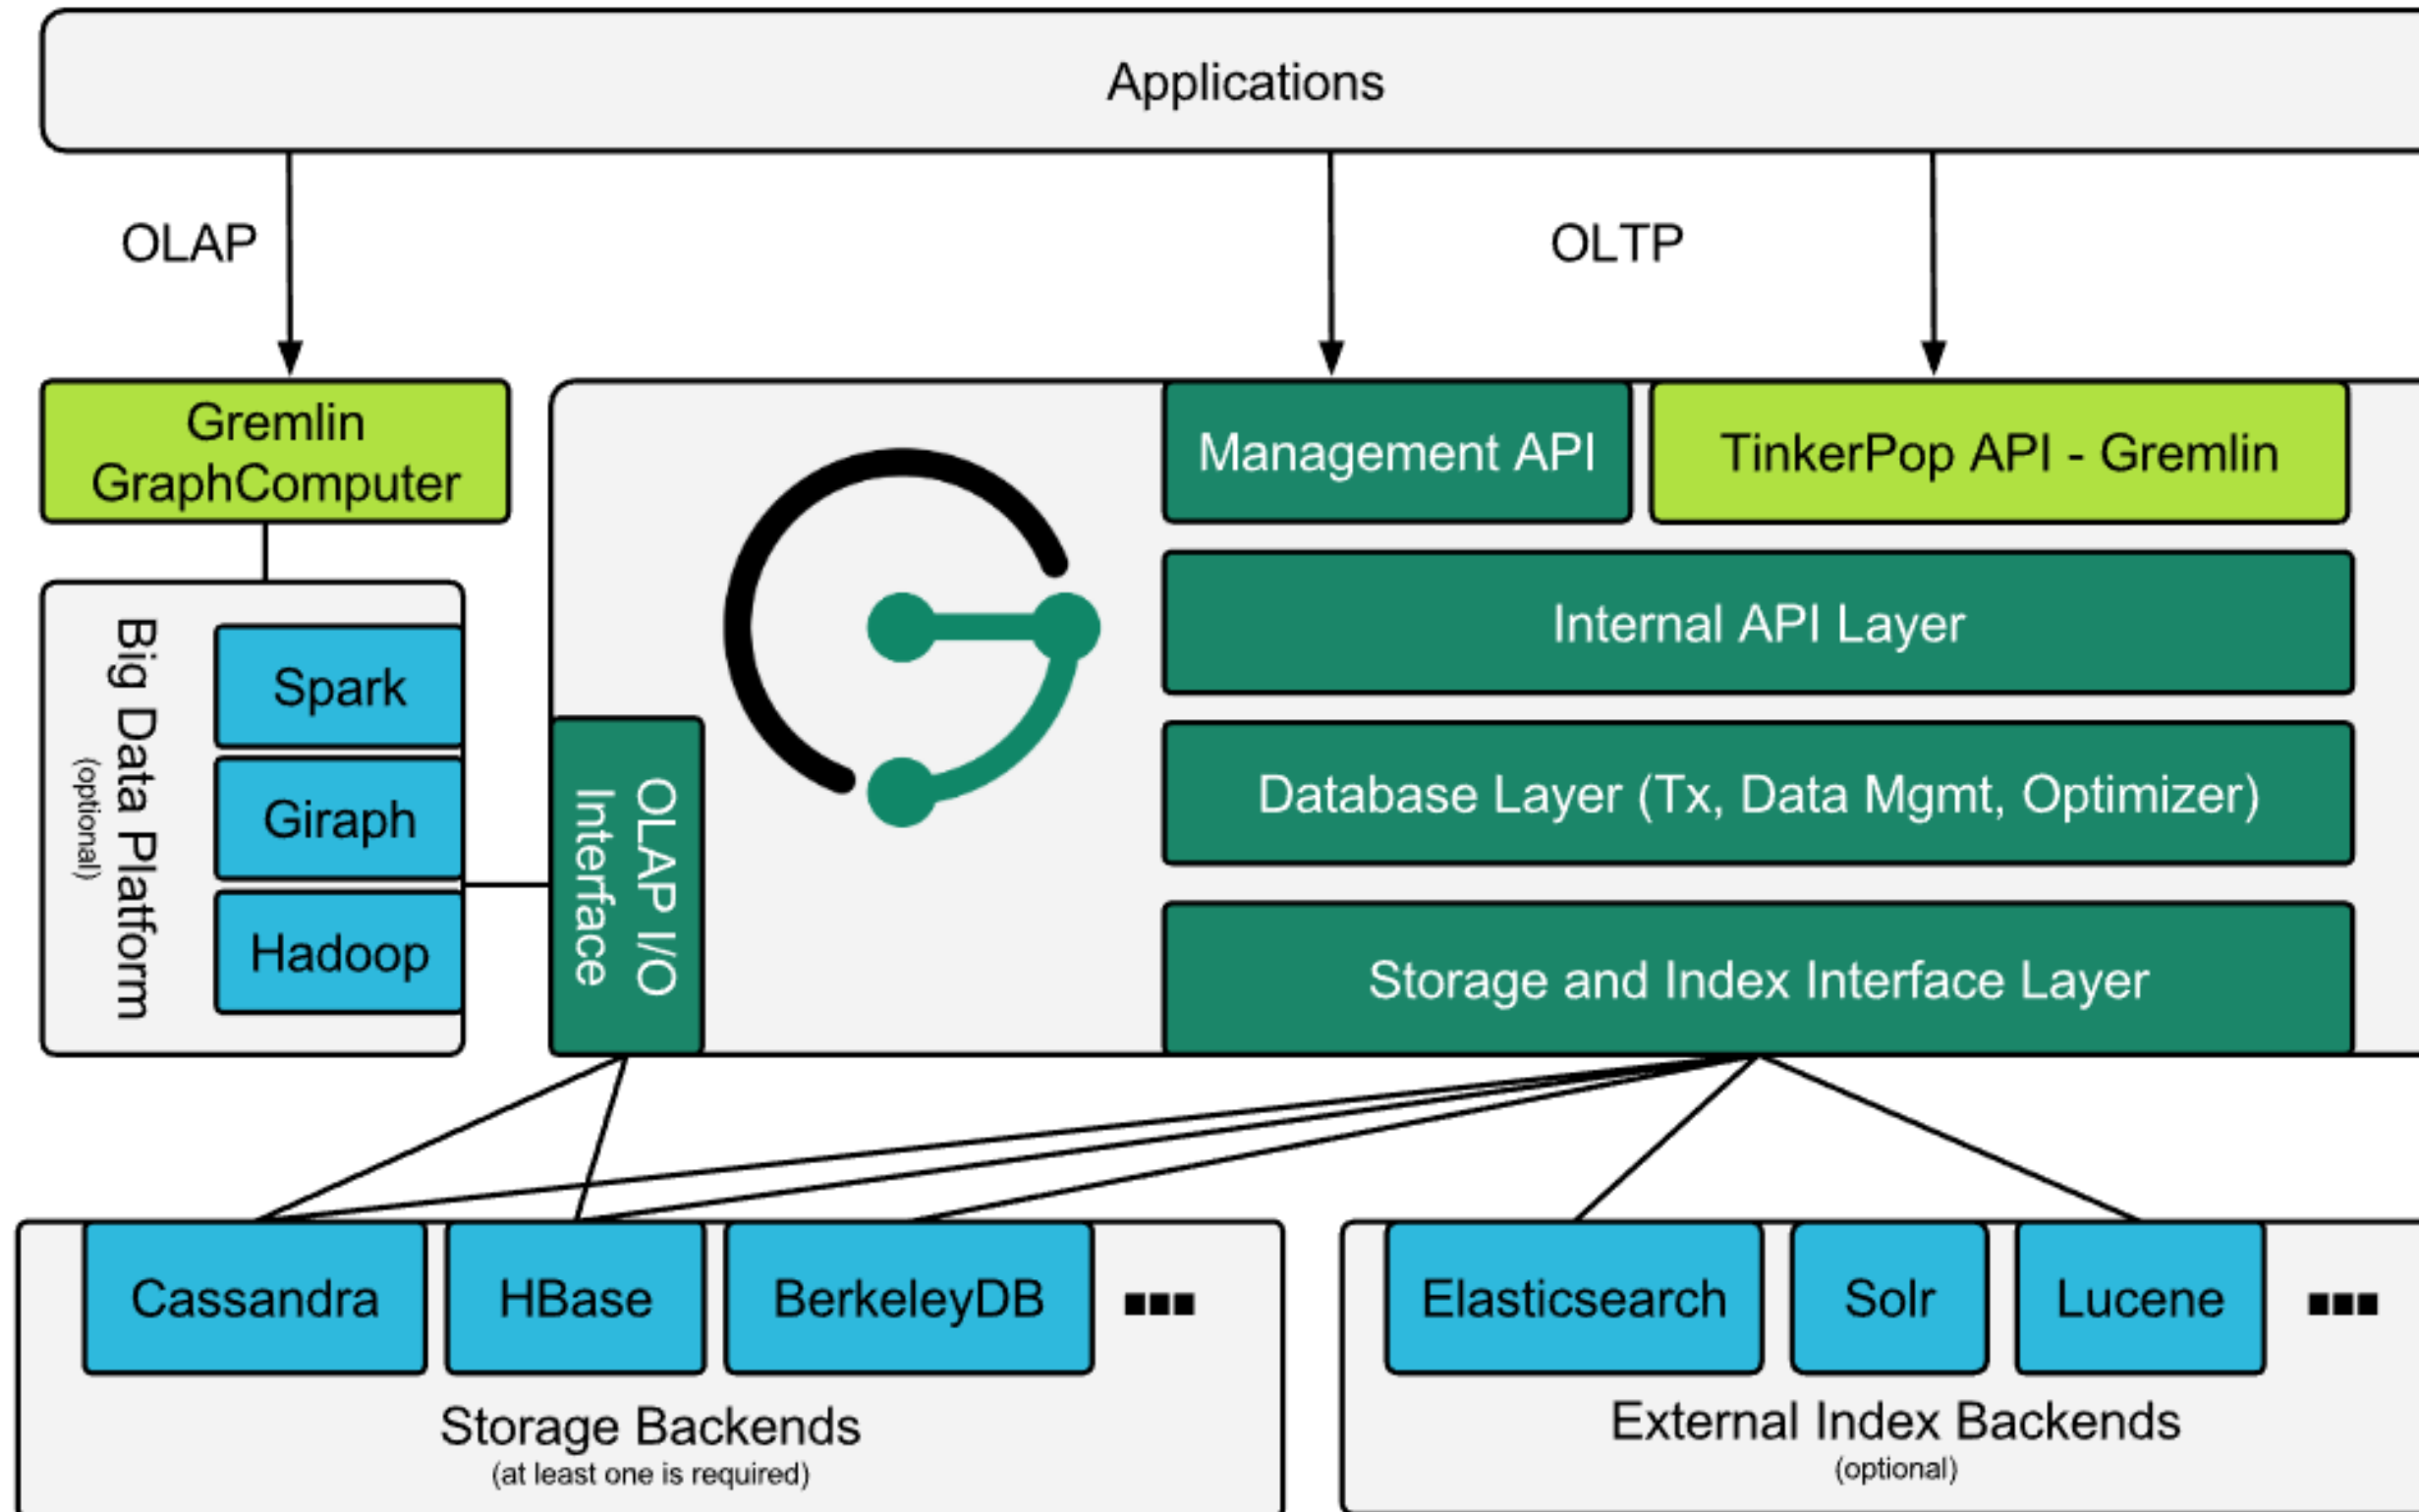 Applications
OLAP
OLTP
Gremlin
GraphComputer
Management API
TinkerPop API - Gremlin
Internal API Layer
Big Data Platform
(optional)
Spark
Giraph
Hadoop
OLAP I/O
Interface
Database Layer (Tx, Data Mgmt, Optimizer)
Storage and Index Interface Layer
Cassandra
HBase
BerkeleyDB
Storage Backends
(at least one is required)
Elasticsearch
Solr
Lucene
External Index Backends
(optional)